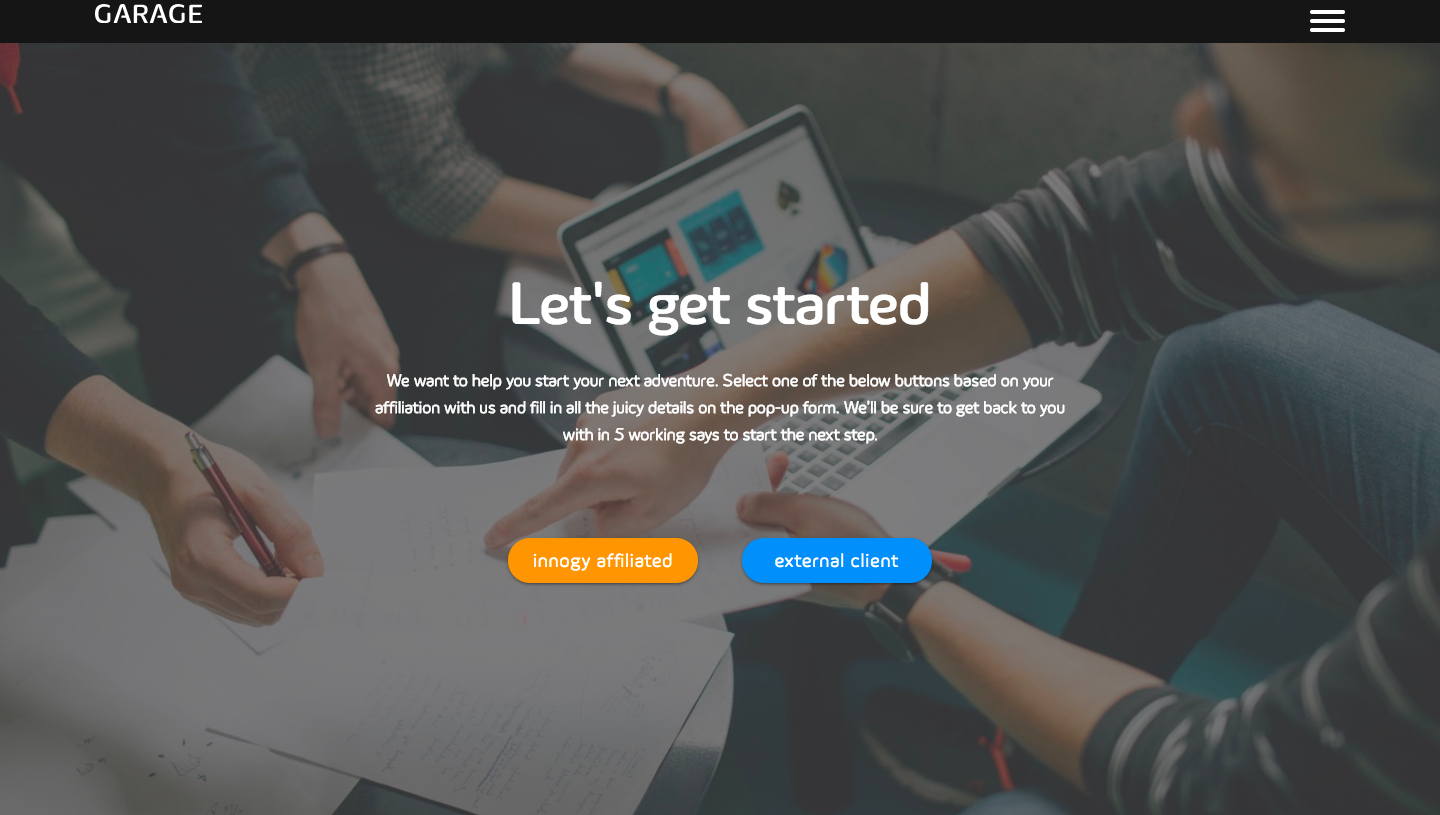 GARAGE
Let's get started
We want to help you start your next adventure. Select one of the below buttons based on your
affiliation with us and fill in all the juicy details on the pop-up form. We'll be sure to get back to you
with in 5 working says to start the next step.
innogy affiliated
external client